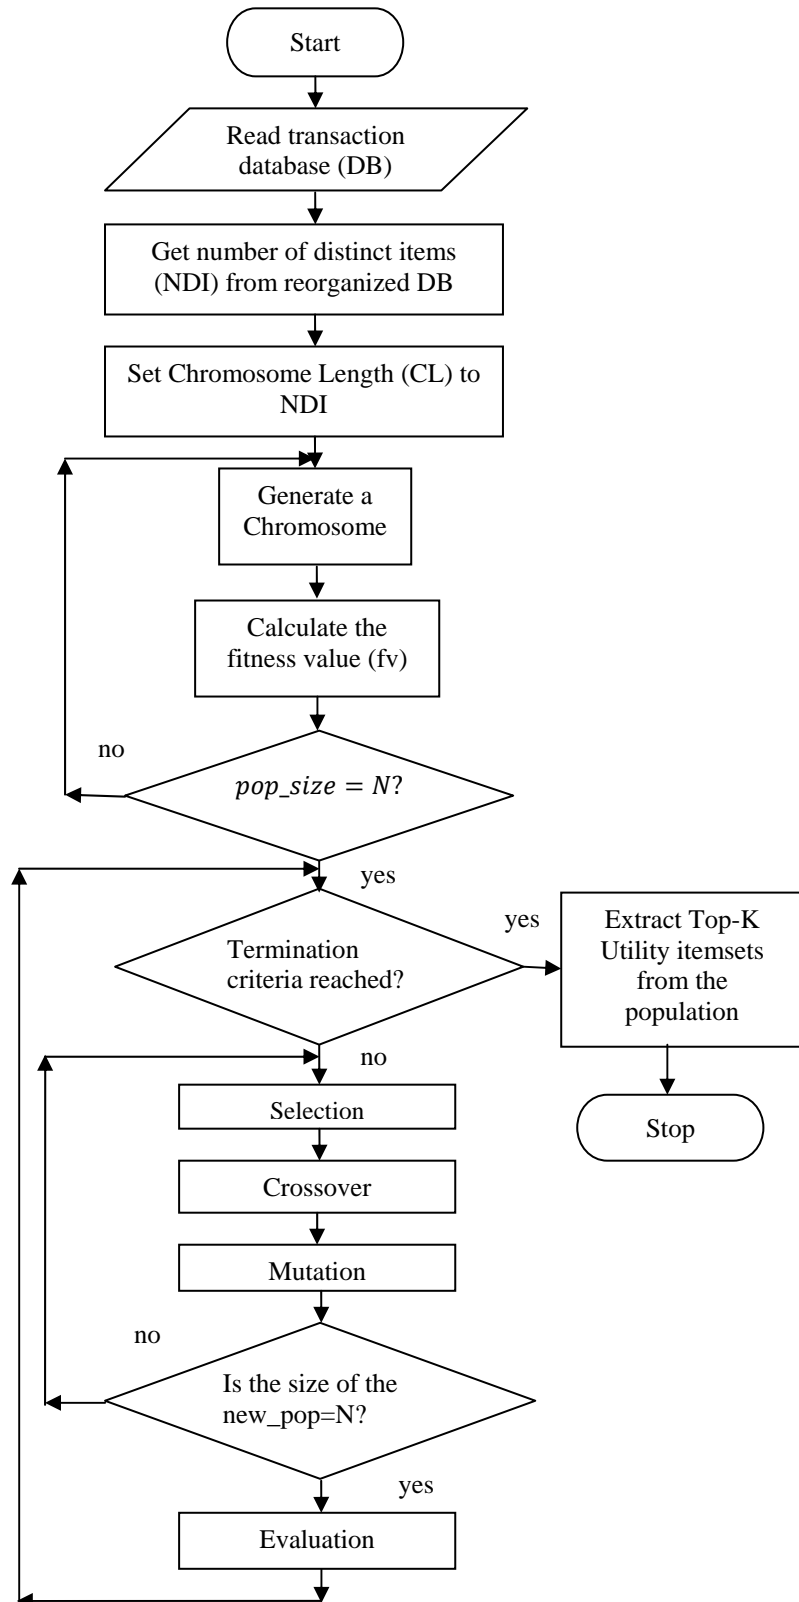 Start
Read transaction
database (DB)
Get number of distinct items
(NDI) from reorganized DB
Set Chromosome Length (CL) to
NDI
Generate a
Chromosome
Calculate the
fitness value (fv)
no
pop_size = N?
yes
Termination
criteria reached?
yes
Extract Top-K
Utility itemsets
from the
population
Stop
no
Selection
Crossover
Mutation
no
Is the size of the
new_pop=N?
yes
Evaluation